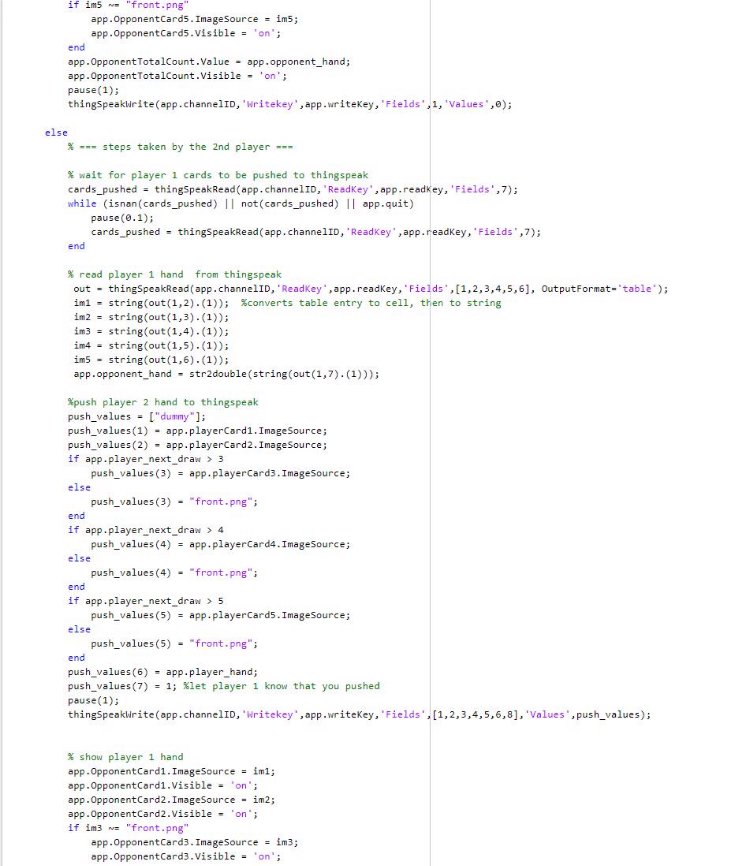 if im5 ~= "front.png"
app.OpponentCard5.ImageSource = im5;
app.OpponentCard5.Visible = 'on';
end
app.OpponentTotalCount.Value = app.opponent_hand;
app.OpponentTotalCount.Visible = 'on';
pause(1);
thingSpeakWrite(app.channelID,'Writekey',app.writeKey,'Fields',1,'Values',0);
else
% === steps taken by the 2nd player ===
% wait for player 1 cards to be pushed to thingspeak
cards_pushed = thingSpeakRead(app.channelID,'ReadKey',app.readKey,'Fields',7);
while (isnan(cards_pushed) || not(cards_pushed) || app.quit)
pause(0.1);
cards_pushed = thingSpeakRead(app.channelID,'ReadKey',app.readKey,'Fields',7);
end
% read player 1 hand  from thingspeak
out = thingSpeakRead(app.channelID,'ReadKey',app.readKey,'Fields',[1,2,3,4,5,6], OutputFormat='table');
im1 = string(out(1,2).(1));  %converts table entry to cell, then to string
im2 = string(out(1,3).(1));
im3 = string(out(1,4).(1));
im4 = string(out(1,5).(1));
im5 = string(out(1,6).(1));
app.opponent_hand = str2double(string(out(1,7).(1)));
%push player 2 hand to thingspeak
push_values = ["dummy"];
push_values(1) = app.playerCard1.ImageSource;
push_values(2) = app.playerCard2.ImageSource;
if app.player_next_draw > 3
push_values(3) = app.playerCard3.ImageSource;
else
push_values(3) = "front.png";
end
if app.player_next_draw > 4
push_values(4) = app.playerCard4.ImageSource;
else
push_values(4) = "front.png";
end
if app.player_next_draw > 5
push_values(5) = app.playerCard5.ImageSource;
else
push_values(5) = "front.png";
end
push_values(6) = app.player_hand;
push_values(7) = 1; %let player 1 know that you pushed
pause(1);
thingSpeakWrite(app.channelID,'Writekey',app.writeKey,'Fields',[1,2,3,4,5,6,8],'Values',push_values);
% show player 1 hand
app.OpponentCard1.ImageSource = im1;
app.OpponentCard1.Visible = 'on';
app.OpponentCard2.ImageSource = im2;
app.OpponentCard2.Visible = 'on';
if im3 ~= "front.png"
app.OpponentCard3.ImageSource = im3;
app.OpponentCard3.Visible = 'on';